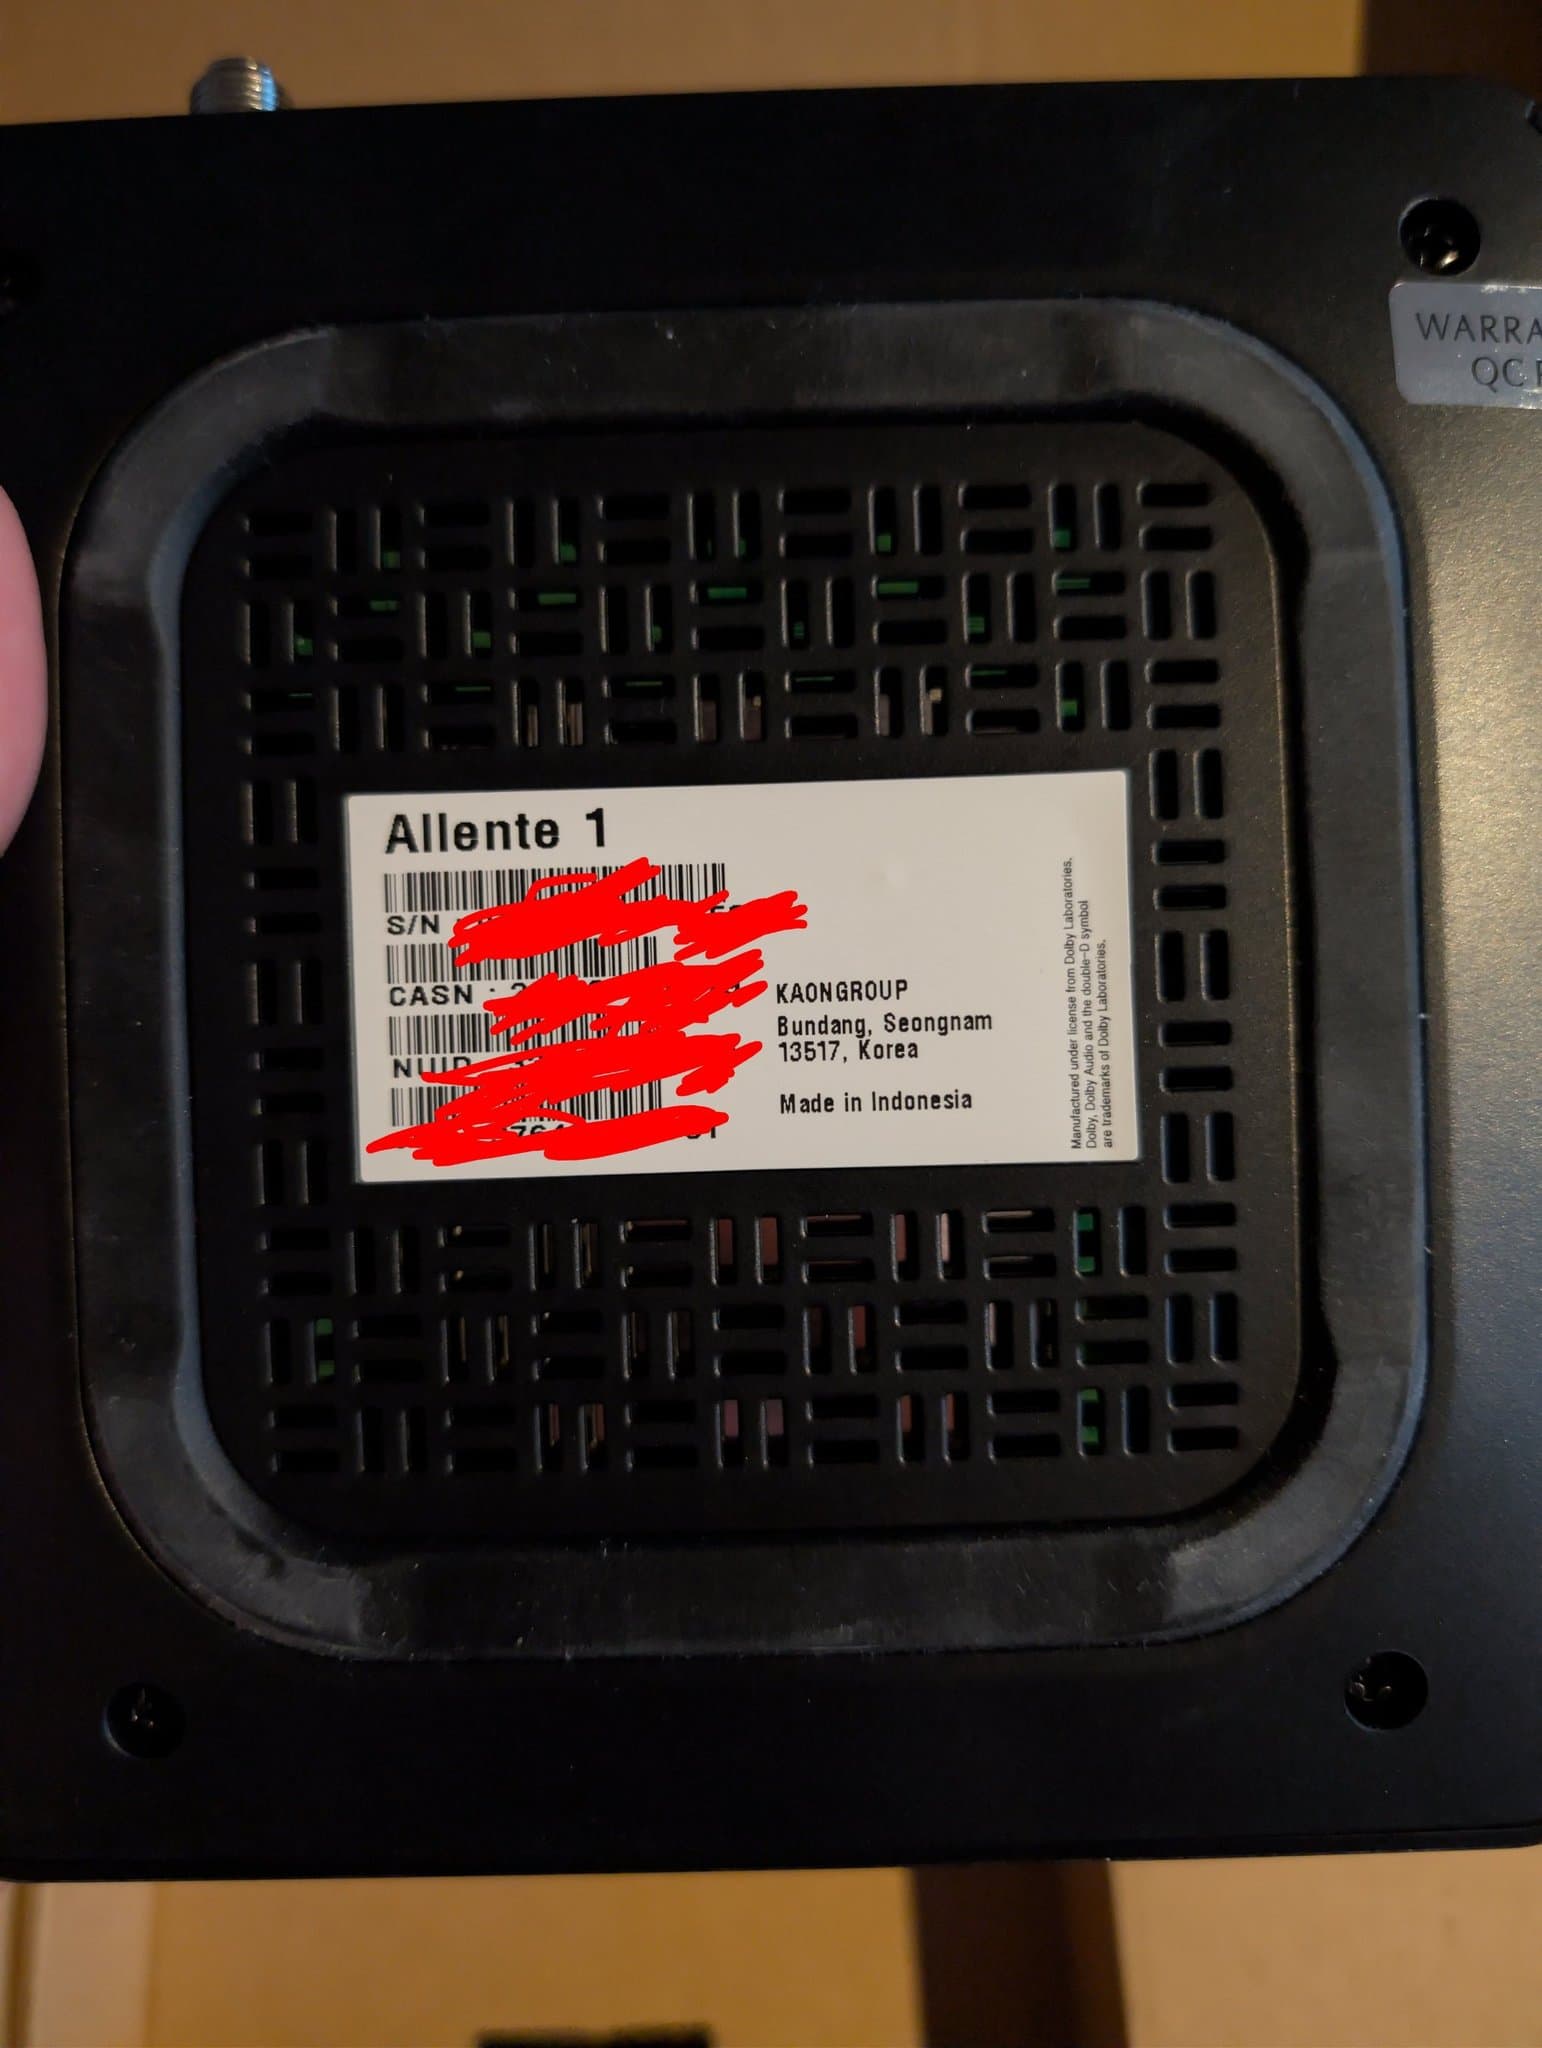 WARRA
QC
Allente 1
S/N
CASN :
NUID
KAONGROUP
Bundang, Seongnam
13517, Korea
Made in Indonesia
Manufactured under license from Dolby Laboratories.
Dolby, Dolby Audio and the double-D symbol
are trademarks of Dolby Laboratories.